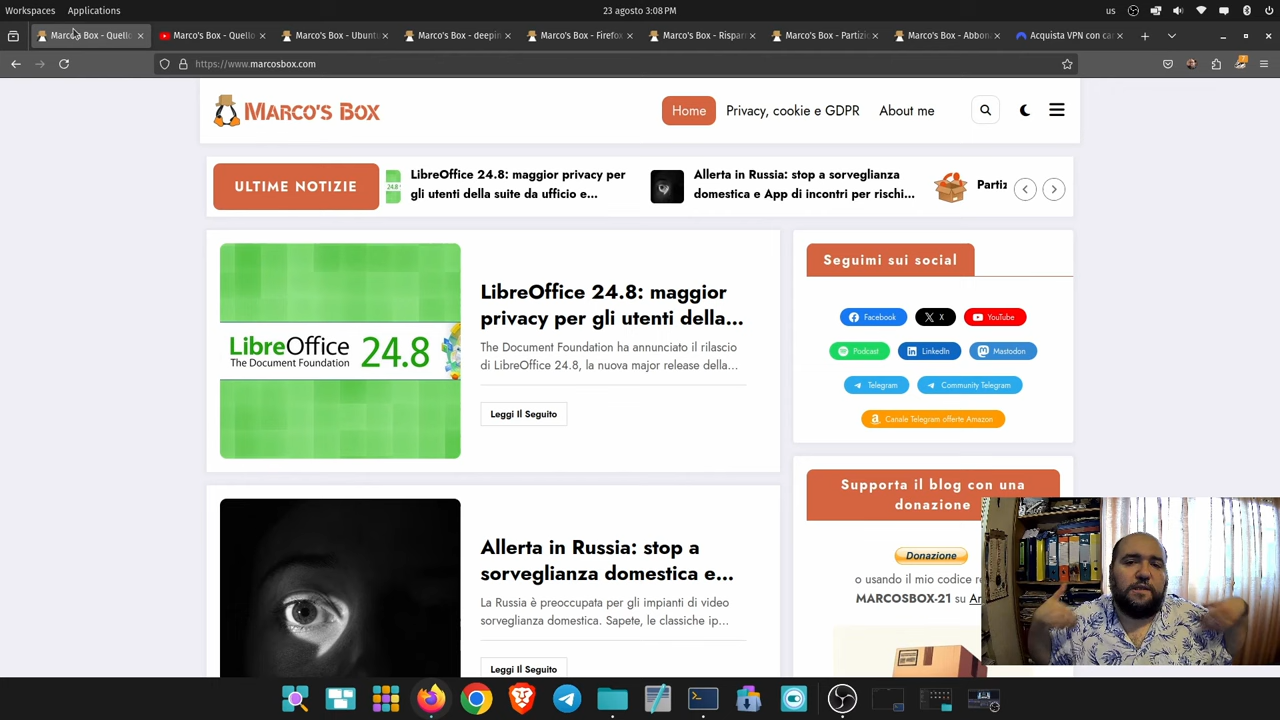 Workspaces Applications
23 agosto 3:08 PM
us
Marco's Box - Quello
Marco's Box - Quello
Marco's Box - Ubunt
Marco's Box - deepin
Marco's Box - Firefox
Marco's Box - Rispar
Marco's Box - Partizi
Marco's Box - Abbona
Acquista VPN con car
https://www.marcosbox.com
MARCO'S BOX
Home
Privacy, cookie e GDPR
About me
ULTIME NOTIZIE
LibreOffice 24.8: maggior privacy per
gli utenti della suite da ufficio e...
Allerta in Russia: stop a sorveglianza
domestica e App di incontri per rischi...
Partiz
LibreOffice 24.8
The Document Foundation
LibreOffice 24.8: maggior
privacy per gli utenti della...
The Document Foundation ha annunciato il rilascio
di LibreOffice 24.8, la nuova major release della...
Leggi Il Seguito
Allerta in Russia: stop a
sorveglianza domestica e...
La Russia è preoccupata per gli impianti di video
sorveglianza domestica. Sapete, le classiche ip...
Leggi Il Seguito
Seguimi sui social
Facebook
X
YouTube
Podcast
LinkedIn
Mastodon
Telegram
Community Telegram
Canale Telegram offerte Amazon
Supporta il blog con una
donazione
Donazione
o usando il mio codice
MARCOSBOX-21 su